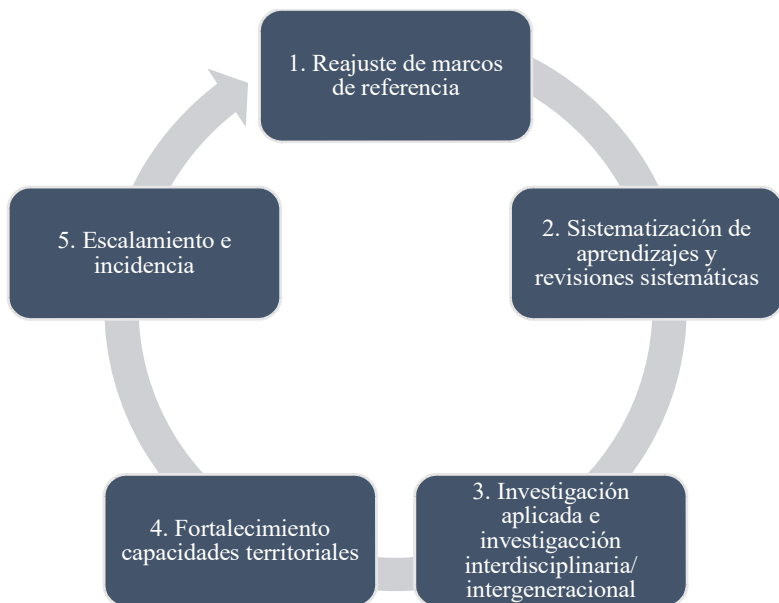 1. Reajuste de marcos
de referencia
2. Sistematización de
aprendizajes y
revisiones sistemáticas
3. Investigación
aplicada e
investigacción
interdisciplinaria/
intergeneracional
4. Fortalecimiento
capacidades territoriales
5. Escalamiento e
incidencia